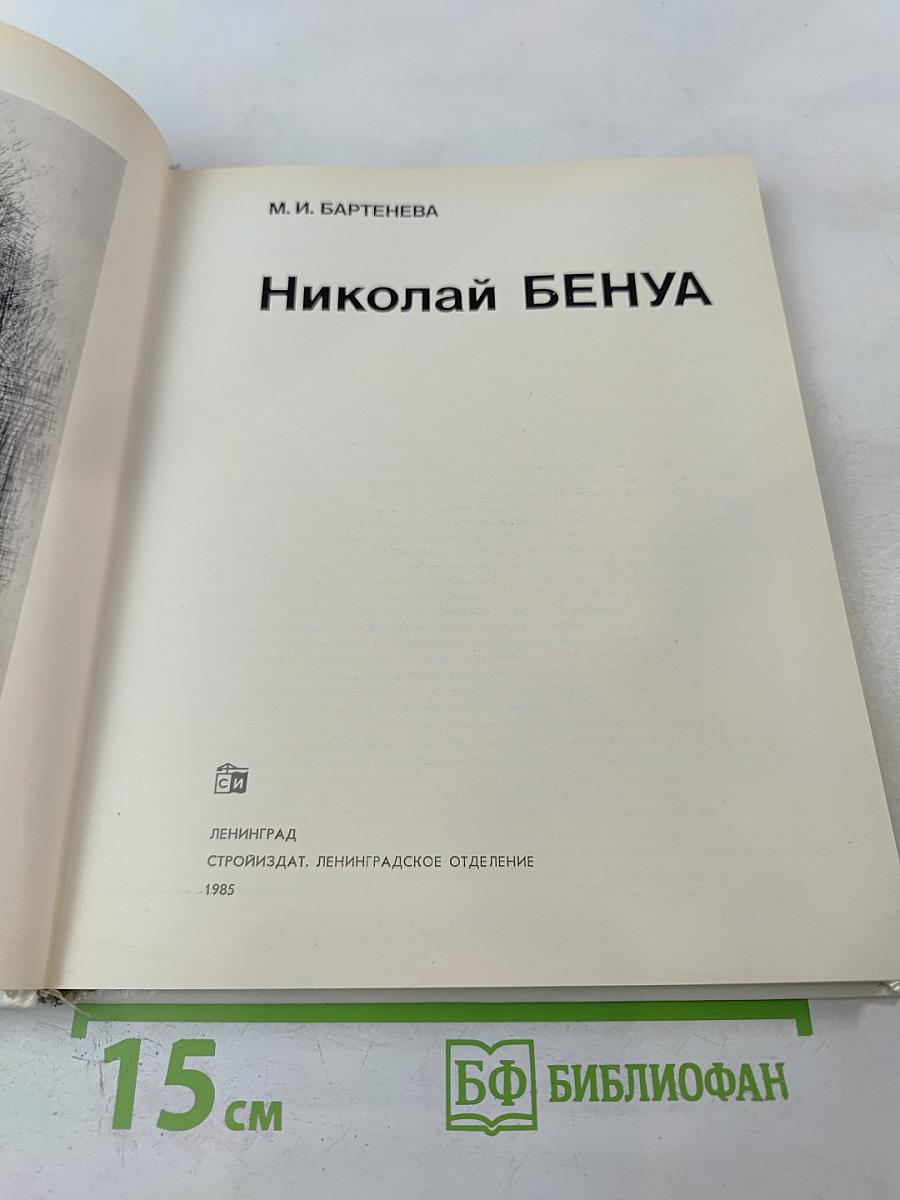 М. И. БАРТЕНЕВА
Николай БЕНУА
СИ
ЛЕНИНГРАД
СТРОЙИЗДАТ. ЛЕНИНГРАДСКОЕ ОТДЕЛЕНИЕ
1985
15 см
БФ БИБЛИОФАН